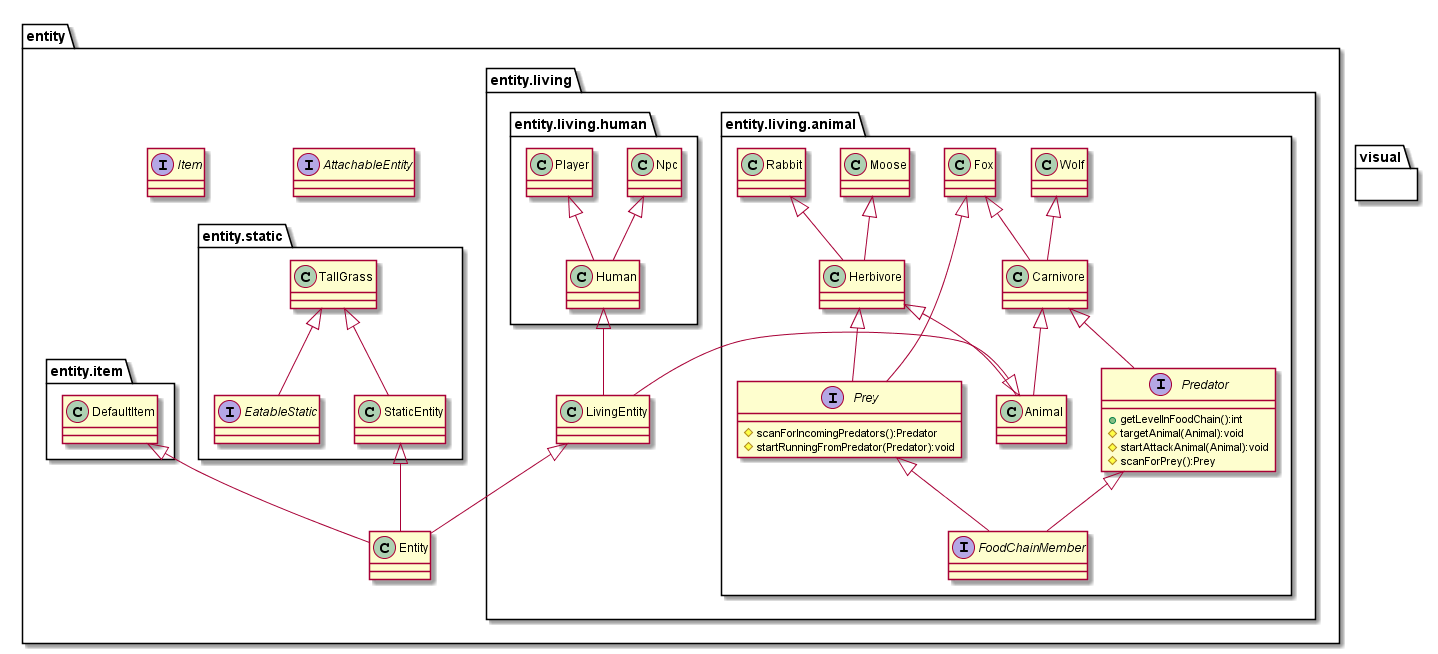 entity
entity.living
entity.living.human
entity.living.animal
visual
I Item
I AttachableEntity
C Player
C Npc
C Rabbit
C Moose
C Fox
C Wolf
entity.static
C TallGrass
C Human
C Herbivore
C Carnivore
entity.item
C DefaultItem
I EatableStatic
C StaticEntity
C LivingEntity
I Prey
scanForIncomingPredators():Predator
startRunningFromPredator(Predator):void
C Animal
I Predator
getLevelInFoodChain():int
targetAnimal(Animal):void
startAttackAnimal(Animal):void
scanForPrey():Prey
C Entity
I FoodChainMember